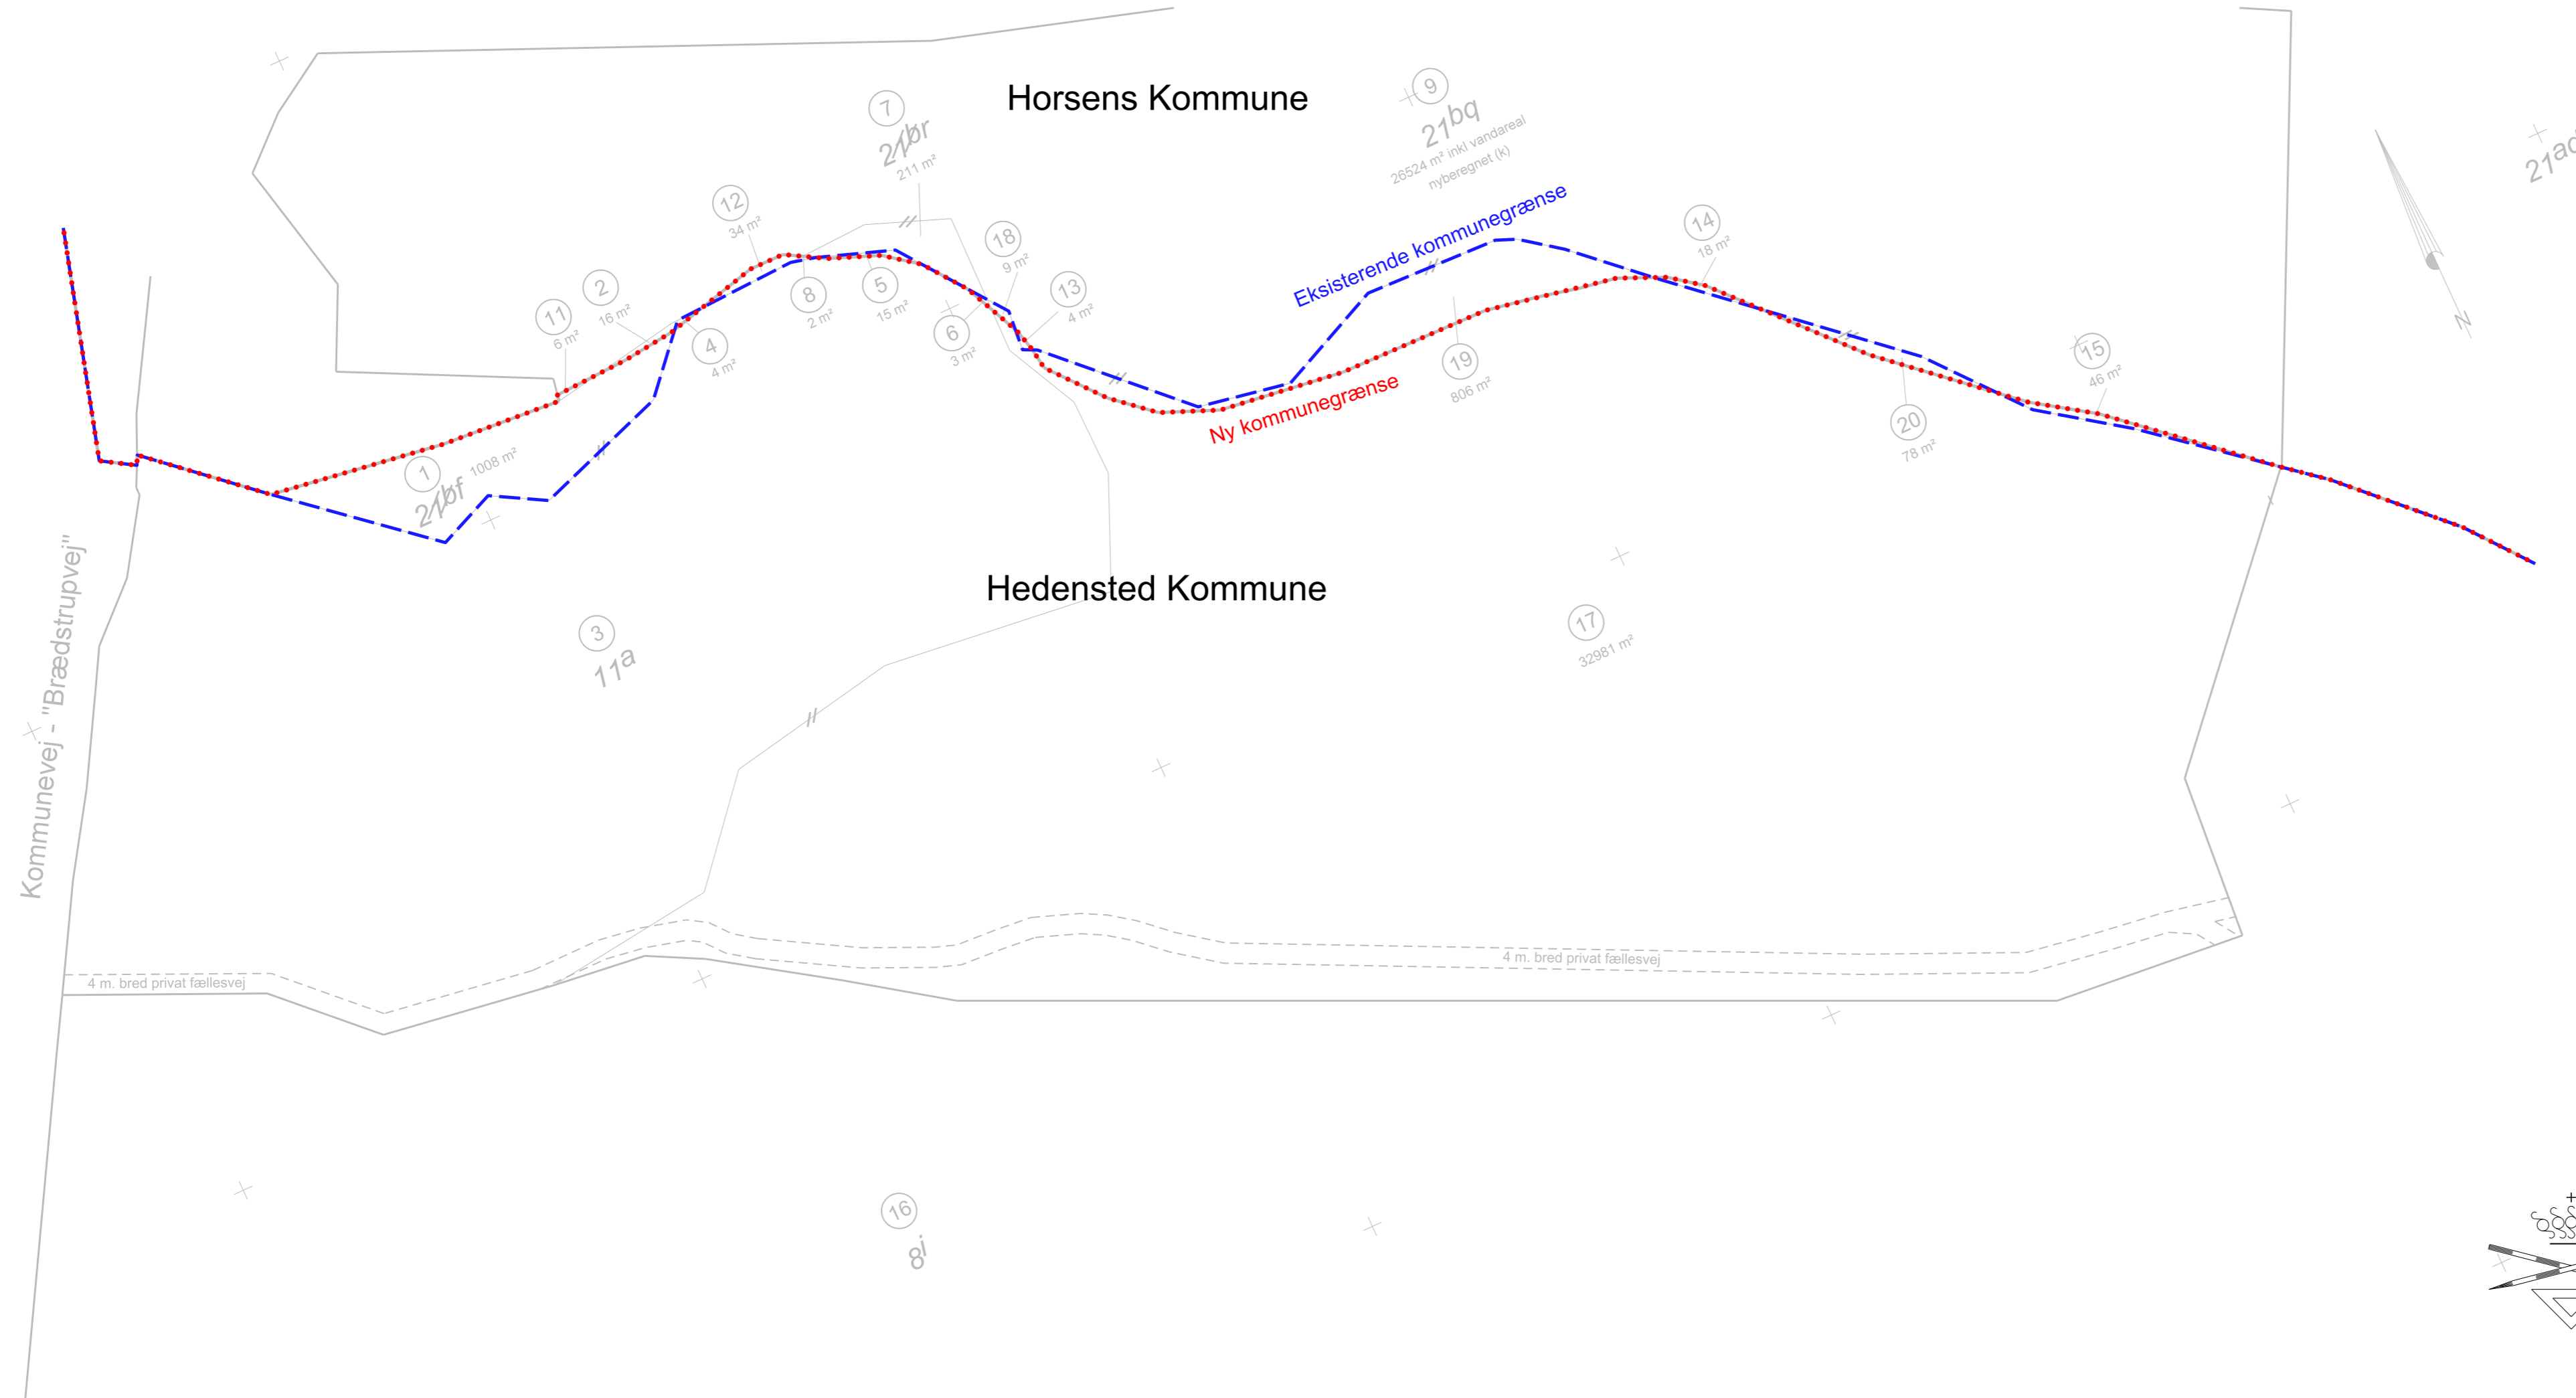 Horsens Kommune
7
21br
211 m²
9
21bq
26524 m² inkl vandareal
nyberegnet (k)
Eksisterende kommunegrænse
12
34 m²
18
9 m²
14
18 m²
N
11
6 m²
2
16 m²
4
4 m²
8
2 m²
5
15 m²
6
3 m²
13
4 m²
19
806 m²
Ny kommunegrænse
15
46 m²
20
78 m²
1
21bf
1008 m²
Kommunevej - "Brædstrupvej"
Hedensted Kommune
3
11a
17
32981 m²
4 m. bred privat fællesvej
4 m. bred privat fællesvej
16
8i